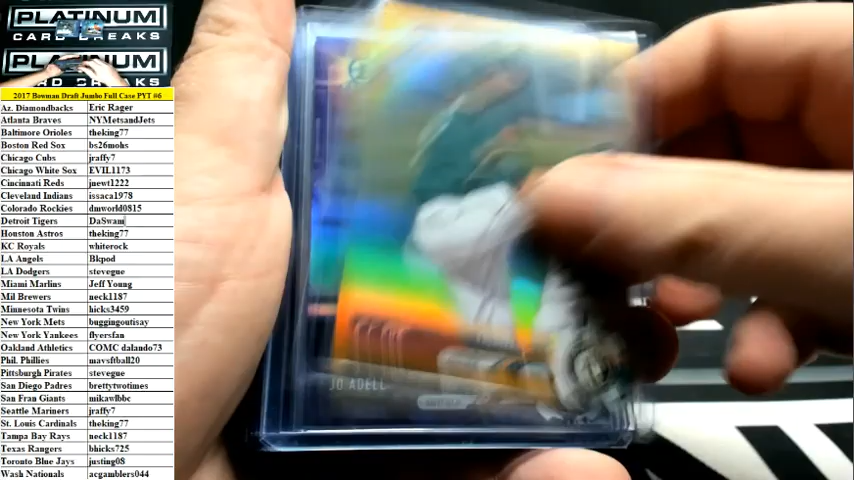 PLATINUM
CARD BREAKS
PLATINUM
RD BREAKS
2017 Bowman Draft Jumbo Full Case PYT #6
Az. Diamondbacks Eric Rager
Atlanta Braves NYMetsandJets
Baltimore Orioles theking77
Boston Red Sox bs26mohs
Chicago Cubs jraffy7
Chicago White Sox EVIL1173
Cincinnati Reds jnewt1222
Cleveland Indians issaca1978
Colorado Rockies dmworld0815
Detroit Tigers DaSwam
Houston Astros theking77
KC Royals whiterock
LA Angels Bkpod
LA Dodgers stevegue
Miami Marlins Jeff Young
Mil Brewers neck1187
Minnesota Twins hicks3459
New York Mets buggingoutisay
New York Yankees flyersfan
Oakland Athletics COMC dalando73
Phil. Phillies mavsftball20
Pittsburgh Pirates stevegue
San Diego Padres brettytwotimes
San Fran Giants mikawlbbc
Seattle Mariners jraffy7
St. Louis Cardinals theking77
Tampa Bay Rays neck1187
Texas Rangers bhicks725
Toronto Blue Jays justing08
Wash Nationals acgamblers044
JO ADELL